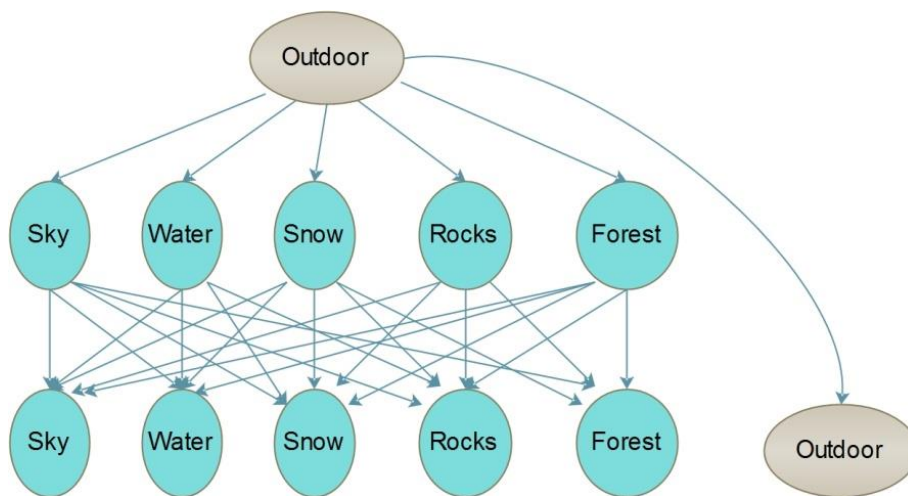 Outdoor
Sky
Water
Snow
Rocks
Forest
Sky
Water
Snow
Rocks
Forest
Outdoor